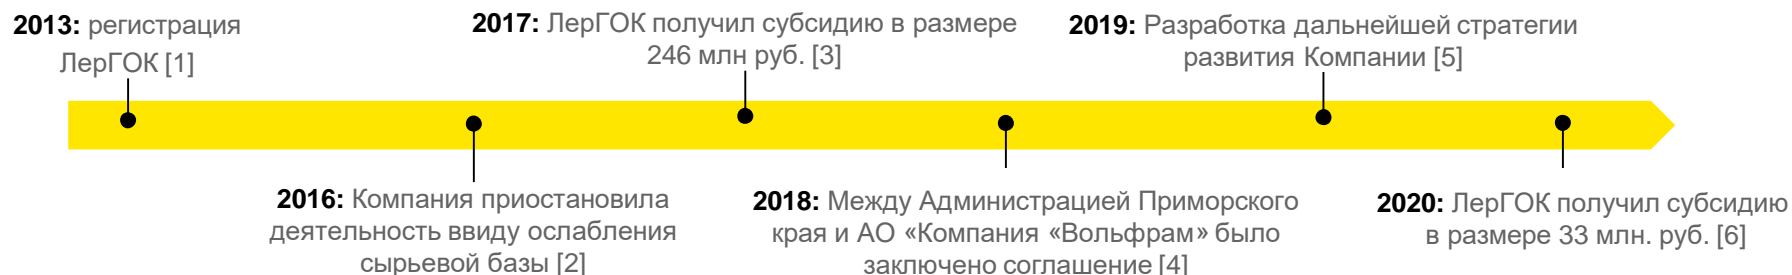 2013: регистрация
ЛерГОК [1]
2016: Компания приостановила
деятельность ввиду ослабления
сырьевой базы [2]
2017: ЛерГОК получил субсидию в размере
246 млн руб. [3]
2018: Между Администрацией Приморского
края и АО «Компания «Вольфрам» было
заключено соглашение [4]
2019: Разработка дальнейшей стратегии
развития Компании [5]
2020: ЛерГОК получил субсидию
в размере 33 млн. руб. [6]